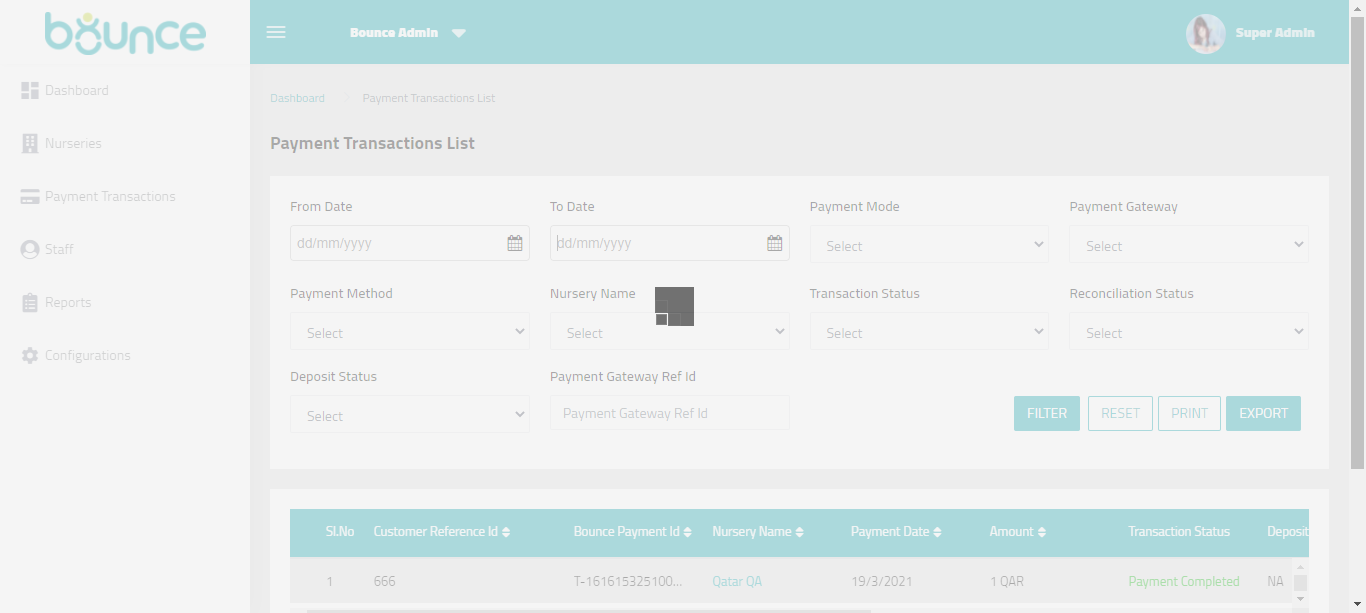 bounce
Bounce Admin
Super Admin
Dashboard
Nurseries
Payment Transactions
Staff
Reports
Configurations
Dashboard > Payment Transactions List
Payment Transactions List
From Date To Date Payment Mode Payment Gateway
dd/mm/yyyy dd/mm/yyyy Select Select
Payment Method Nursery Name Transaction Status Reconciliation Status
Select Select Select Select
Deposit Status Payment Gateway Ref Id
Select Payment Gateway Ref Id FILTER RESET PRINT EXPORT
Sl.No Customer Reference Id Bounce Payment Id Nursery Name Payment Date Amount Transaction Status Deposit
1 666 T-161615325100... Qatar QA 19/3/2021 1 QAR Payment Completed NA